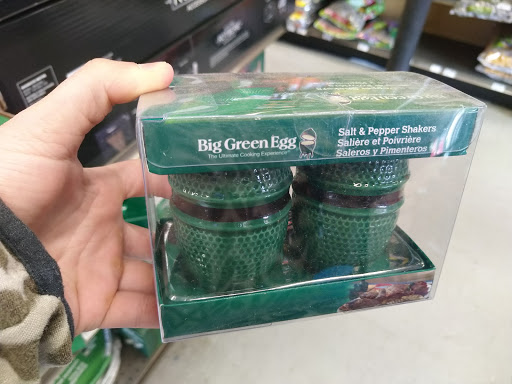 Big Green Egg
The Ultimate Cooking Experience
Salt & Pepper Shakers
Salière et Poivrière
Saleros y Pimenteros